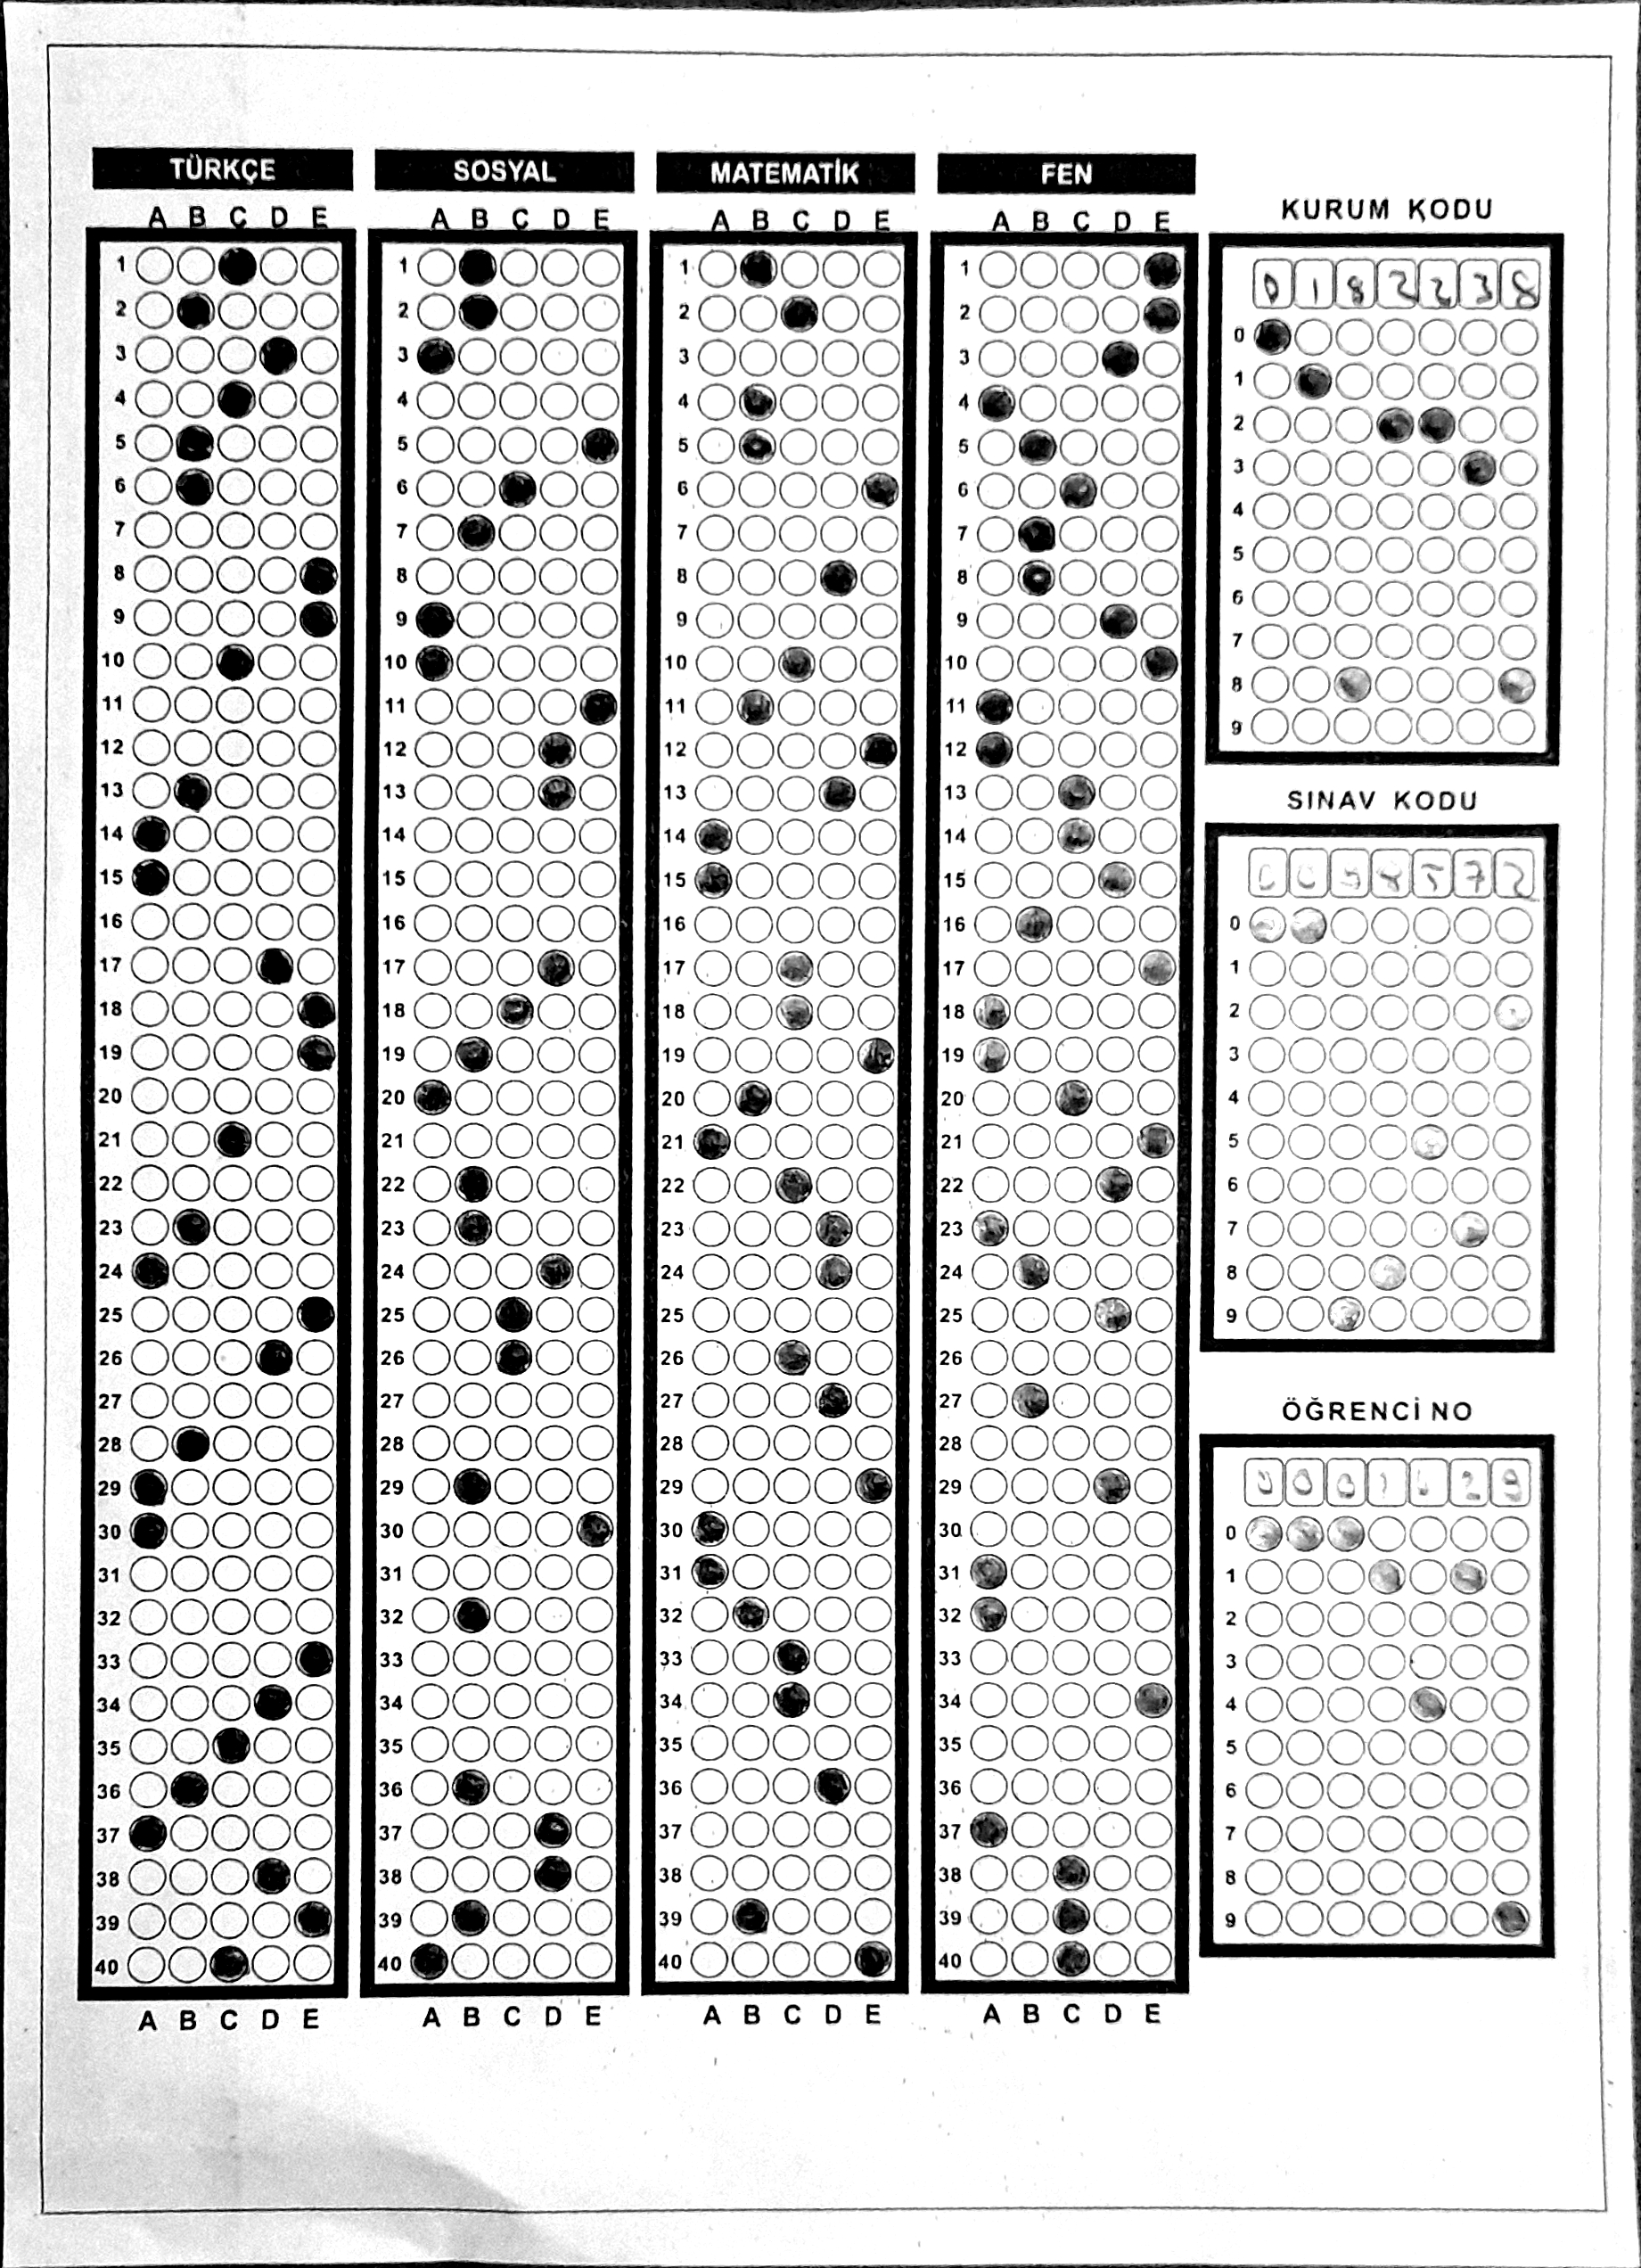 TÜRKÇE SOSYAL MATEMATİK FEN
KURUM KODU
A B C D E A B C D E A B C D E A B C D E
0 1 8 2 2 3 8
1 1 1 1
2 2 2 2
3 3 3 3
4 4 4 4
5 5 5 5
6 6 6 6
7 7 7 7
8 8 8 8
9 9 9 9
10 10 10 10
11 11 11 11
12 12 12 12
13 13 13 13
14 14 14 14
15 15 15 15
16 16 16 16
17 17 17 17
18 18 18 18
19 19 19 19
20 20 20 20
21 21 21 21
22 22 22 22
23 23 23 23
24 24 24 24
25 25 25 25
26 26 26 26
27 27 27 27
28 28 28 28
29 29 29 29
30 30 30 30
31 31 31 31
32 32 32 32
33 33 33 33
34 34 34 34
35 35 35 35
36 36 36 36
37 37 37 37
38 38 38 38
39 39 39 39
40 40 40 40
A B C D E A B C D E A B C D E A B C D E
0
1
2
3
4
5
6
7
8
9
SINAV KODU
0 0 9 8 5 7 2
0
1
2
3
4
5
6
7
8
9
ÖĞRENCİ NO
0 0 0 1
0
1
2
3
4
5
6
7
8
9